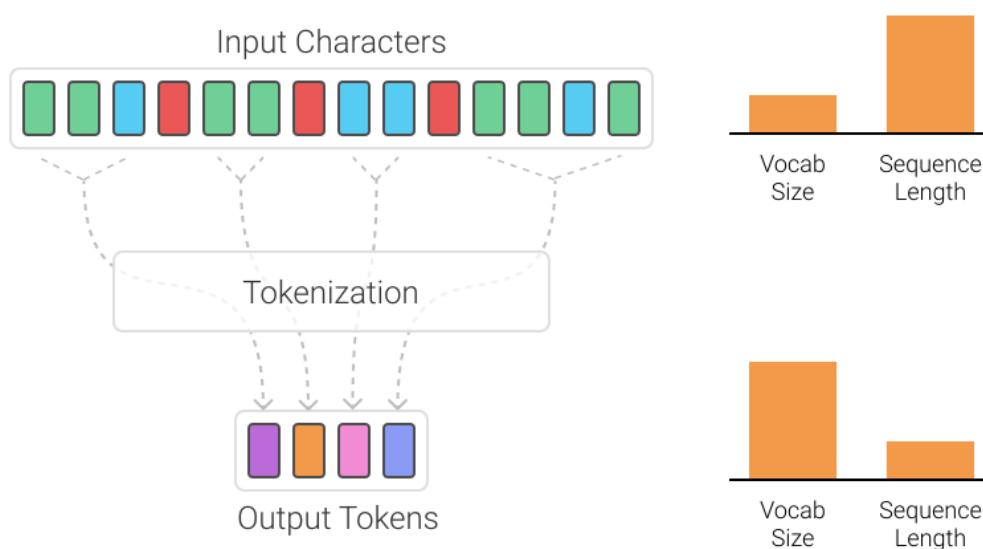 Input Characters
Vocab
Size
Sequence
Length
Tokenization
Output Tokens
Vocab
Size
Sequence
Length